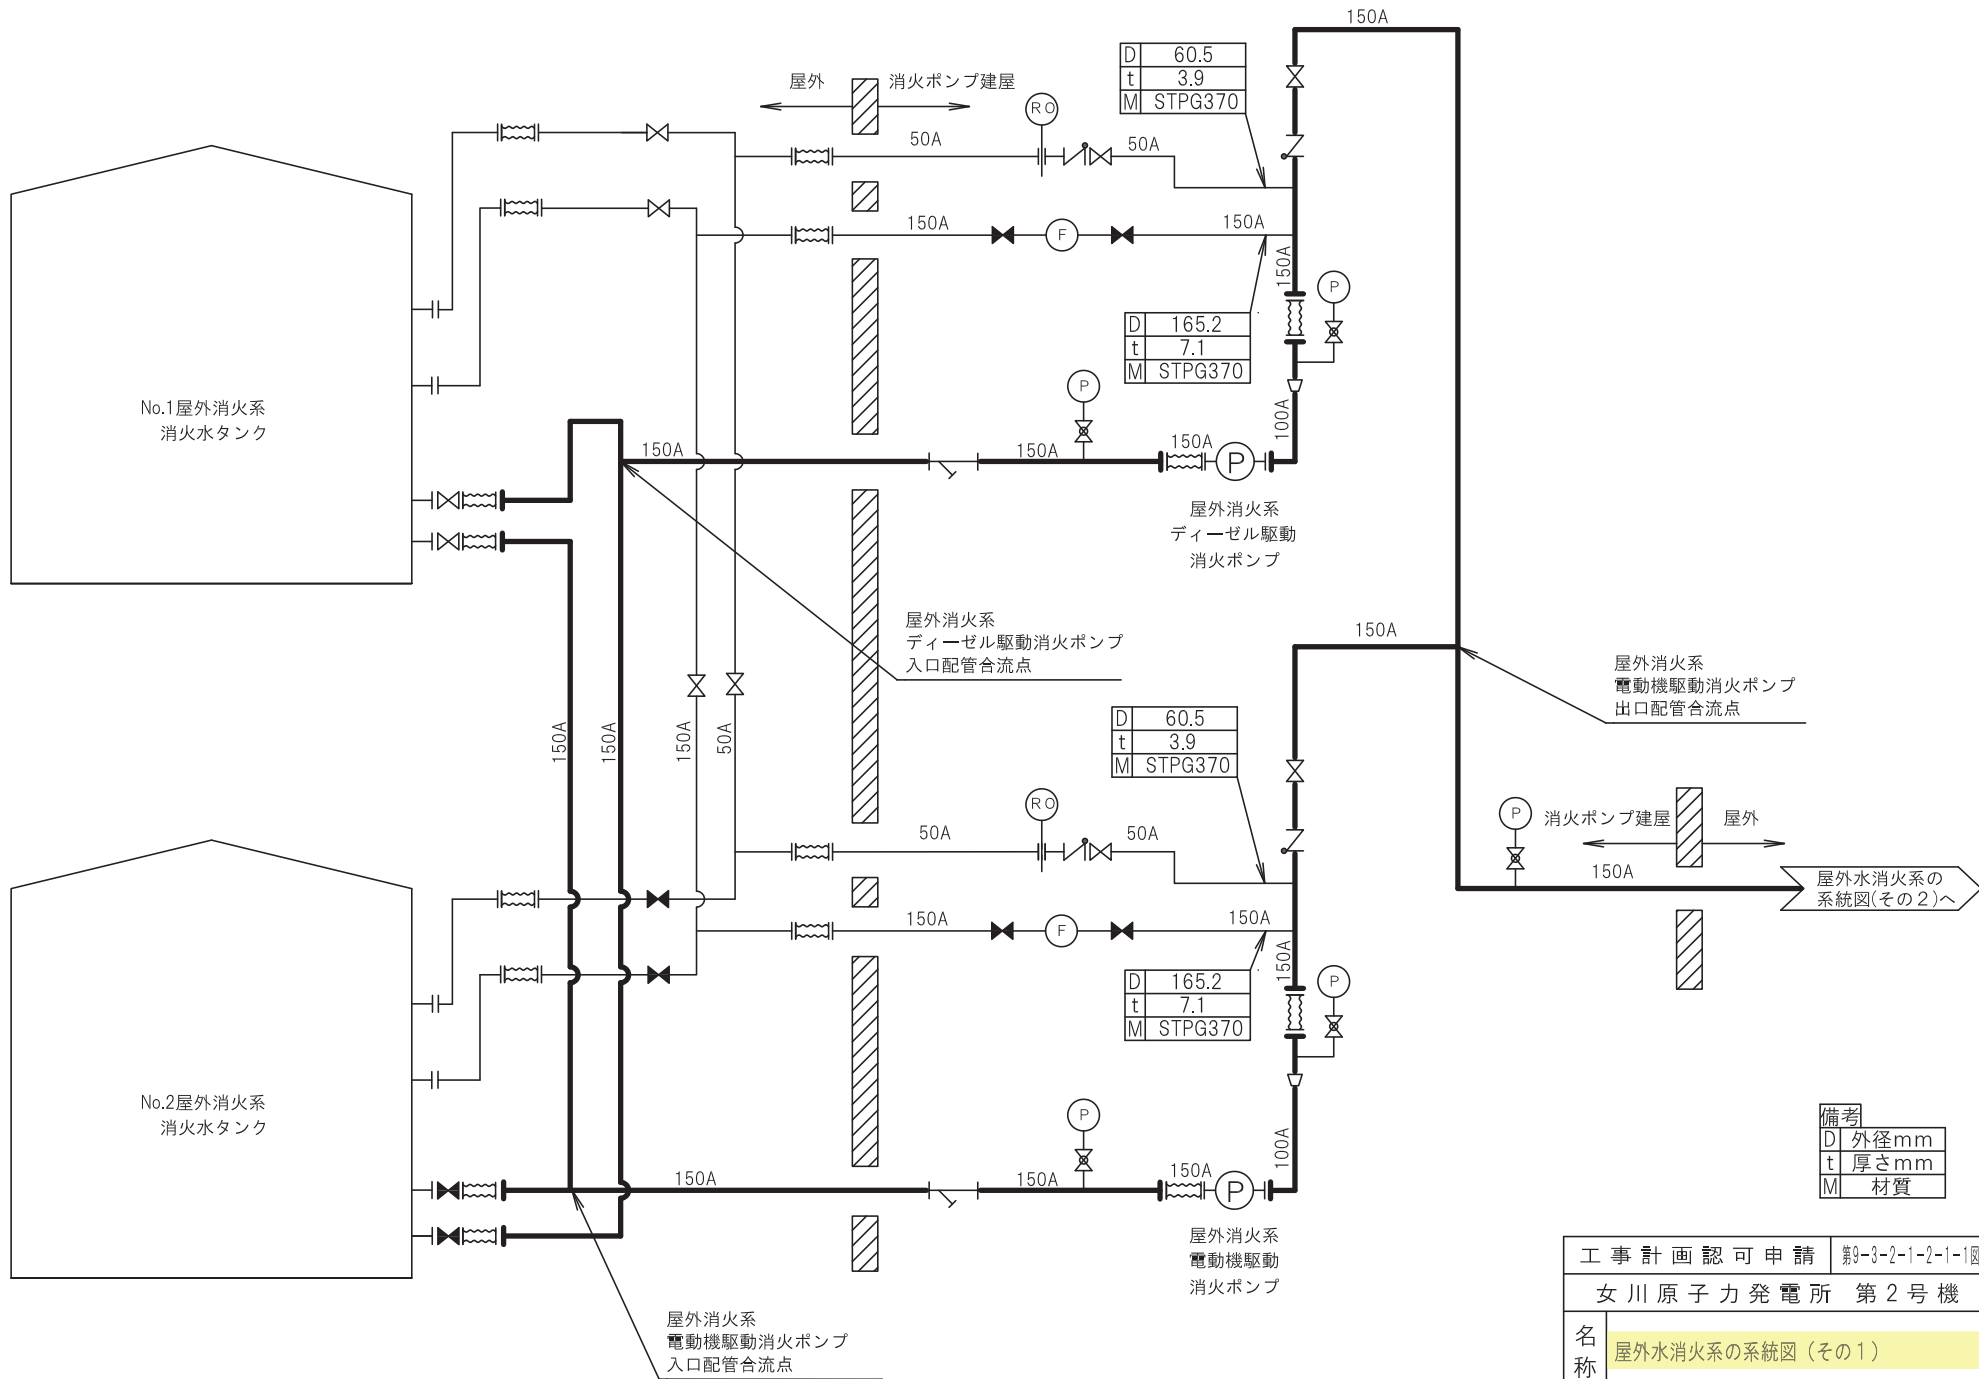 150A
D 60.5
t 3.9
M STPG370
屋外
消火ポンプ建屋
RO
50A
50A
150A
F
150A
150A
P
D 165.2
t 7.1
M STPG370
No.1屋外消火系
消火水タンク
P
100A
150A
150A
150A
P
屋外消火系
ディーゼル駆動
消火ポンプ
屋外消火系
ディーゼル駆動消火ポンプ
入口配管合流点
150A
屋外消火系
電動機駆動消火ポンプ
出口配管合流点
150A
150A
150A
50A
D 60.5
t 3.9
M STPG370
RO
50A
50A
P
消火ポンプ建屋
屋外
150A
屋外水消火系の
系統図(その2)へ
150A
F
150A
150A
P
D 165.2
t 7.1
M STPG370
No.2屋外消火系
消火水タンク
P
100A
150A
150A
150A
P
屋外消火系
電動機駆動
消火ポンプ
屋外消火系
電動機駆動消火ポンプ
入口配管合流点
備考
D 外径mm
t 厚さmm
M 材質
工事計画認可申請 第9-3-2-1-2-1-1図
女川原子力発電所 第2号機
名称 屋外水消火系の系統図（その1）